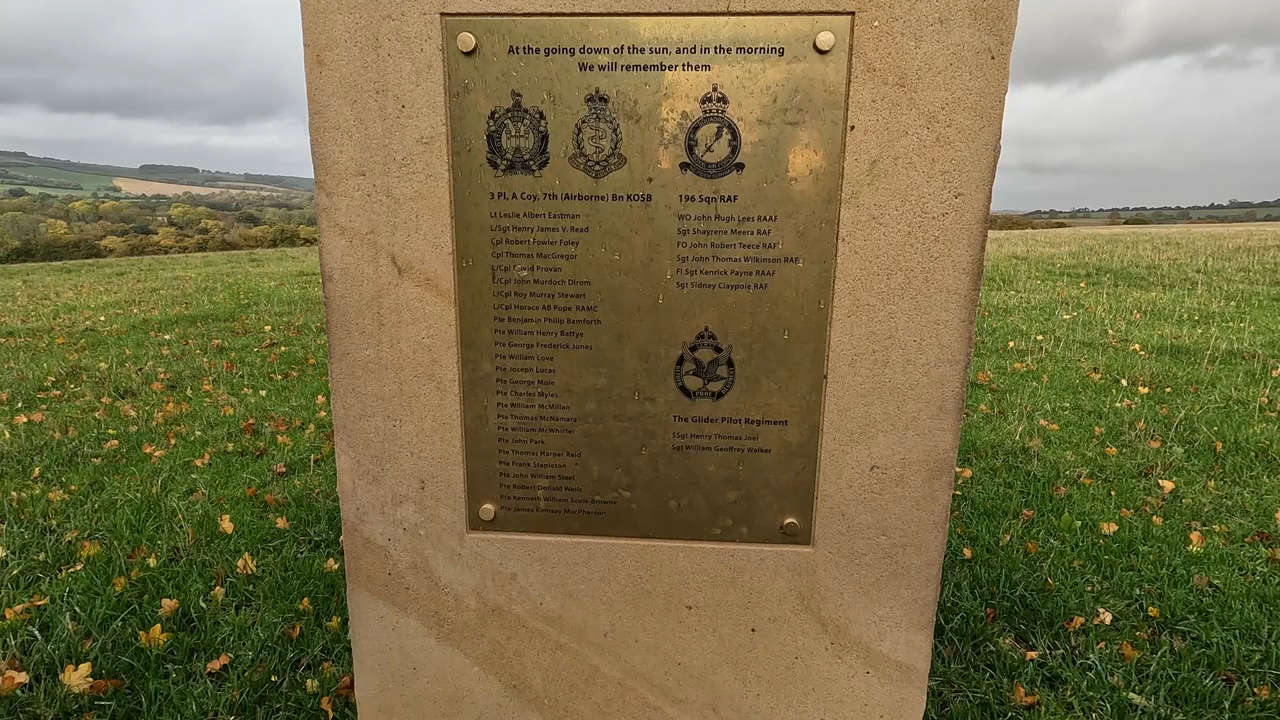 At the going down of the sun, and in the morning
We will remember them
3 Pl, A Coy, 7th (Airborne) Bn KOSB
Lt Leslie Albert Eastman
L/Sgt Henry James V. Read
Cpl Robert Fowler Foley
Cpl Thomas MacGregor
L/Cpl David Provan
L/Cpl John Murdoch Dirom
L/Cpl Roy Murray Stewart
L/Cpl Horace AB Pope RAMC
Pte Benjamin Philip Bamforth
Pte William Henry Battye
Pte George Frederick Jones
Pte William Love
Pte Joseph Lucas
Pte George Mole
Pte Charles Myles
Pte William McMillan
Pte Thomas McNamara
Pte William McWhirter
Pte John Park
Pte Thomas Harper Reid
Pte Frank Stapleton
Pte John William Steel
Pte Robert Donald Wells
Pte Kenneth William Scott-Browne
Pte James Ramsay MacPherson
196 Sqn RAF
WO John Hugh Lees RAAF
Sgt Shayrene Meera RAF
FO John Robert Teece RAF
Sgt John Thomas Wilkinson RAF
Fl Sgt Kenrick Payne RAAF
Sgt Sidney Claypole RAF
The Glider Pilot Regiment
SSgt Henry Thomas Joel
Sgt William Geoffrey Walker